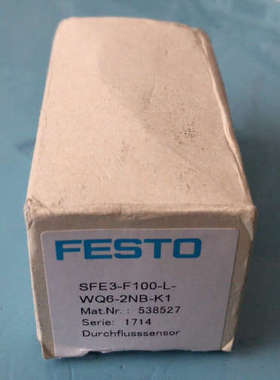 FESTO
SFE3-F100-L-
WQ6-2NB-K1
Mat.Nr. : 538527
Serie: 1714
Durchflusssensor